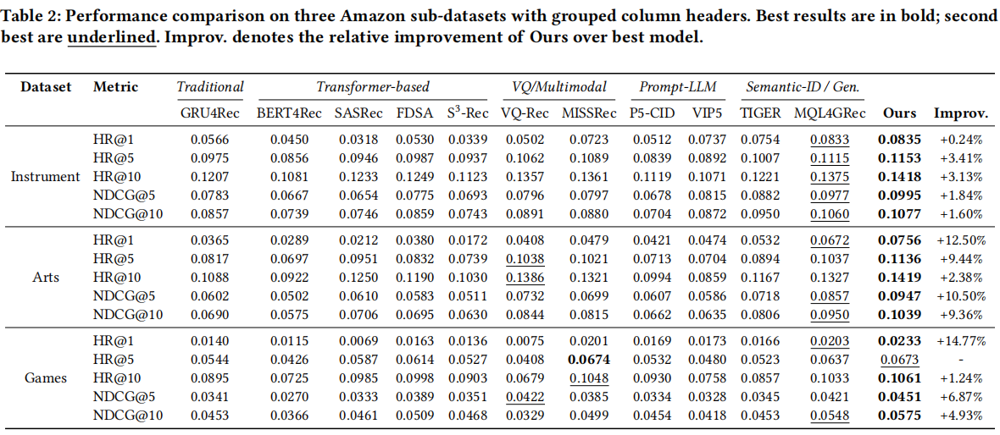 Table 2: Performance comparison on three Amazon sub-datasets with grouped column headers. Best results are in bold; second
best are underlined. Improv. denotes the relative improvement of Ours over best model.
Dataset Metric Traditional Transformer-based VQ/Multimodal Prompt-LLM Semantic-ID / Gen. Ours Improv.
GRU4Rec BERT4Rec SASRec FDSA S³-Rec VQ-Rec MISSRec P5-CID VIP5 TIGER MQL4GRec
HR@1 0.0566 0.0450 0.0318 0.0530 0.0339 0.0502 0.0723 0.0512 0.0737 0.0754 0.0833 0.0835 +0.24%
HR@5 0.0975 0.0856 0.0946 0.0987 0.0937 0.1062 0.1089 0.0839 0.0892 0.1007 0.1115 0.1153 +3.41%
Instrument HR@10 0.1207 0.1081 0.1233 0.1249 0.1123 0.1357 0.1361 0.1119 0.1071 0.1221 0.1375 0.1418 +3.13%
NDCG@5 0.0783 0.0667 0.0654 0.0775 0.0693 0.0796 0.0797 0.0678 0.0815 0.0882 0.0977 0.0995 +1.84%
NDCG@10 0.0857 0.0739 0.0746 0.0859 0.0743 0.0891 0.0880 0.0704 0.0872 0.0950 0.1060 0.1077 +1.60%
HR@1 0.0365 0.0289 0.0212 0.0380 0.0172 0.0408 0.0479 0.0421 0.0474 0.0532 0.0672 0.0756 +12.50%
HR@5 0.0817 0.0697 0.0951 0.0832 0.0739 0.1038 0.1021 0.0713 0.0704 0.0894 0.1037 0.1136 +9.44%
Arts HR@10 0.1088 0.0922 0.1250 0.1190 0.1030 0.1386 0.1321 0.0994 0.0859 0.1167 0.1327 0.1419 +2.38%
NDCG@5 0.0602 0.0502 0.0610 0.0583 0.0511 0.0732 0.0699 0.0607 0.0586 0.0718 0.0857 0.0947 +10.50%
NDCG@10 0.0690 0.0575 0.0706 0.0695 0.0630 0.0844 0.0815 0.0662 0.0635 0.0806 0.0950 0.1039 +9.36%
HR@1 0.0140 0.0115 0.0069 0.0163 0.0136 0.0075 0.0201 0.0169 0.0173 0.0166 0.0203 0.0233 +14.77%
HR@5 0.0544 0.0426 0.0587 0.0614 0.0527 0.0408 0.0674 0.0532 0.0480 0.0523 0.0637 0.0673 -
Games HR@10 0.0895 0.0725 0.0985 0.0998 0.0903 0.0679 0.1048 0.0930 0.0758 0.0857 0.1033 0.1061 +1.24%
NDCG@5 0.0341 0.0270 0.0333 0.0389 0.0351 0.0422 0.0385 0.0334 0.0328 0.0345 0.0421 0.0451 +6.87%
NDCG@10 0.0453 0.0366 0.0461 0.0509 0.0468 0.0329 0.0499 0.0454 0.0418 0.0453 0.0548 0.0575 +4.93%